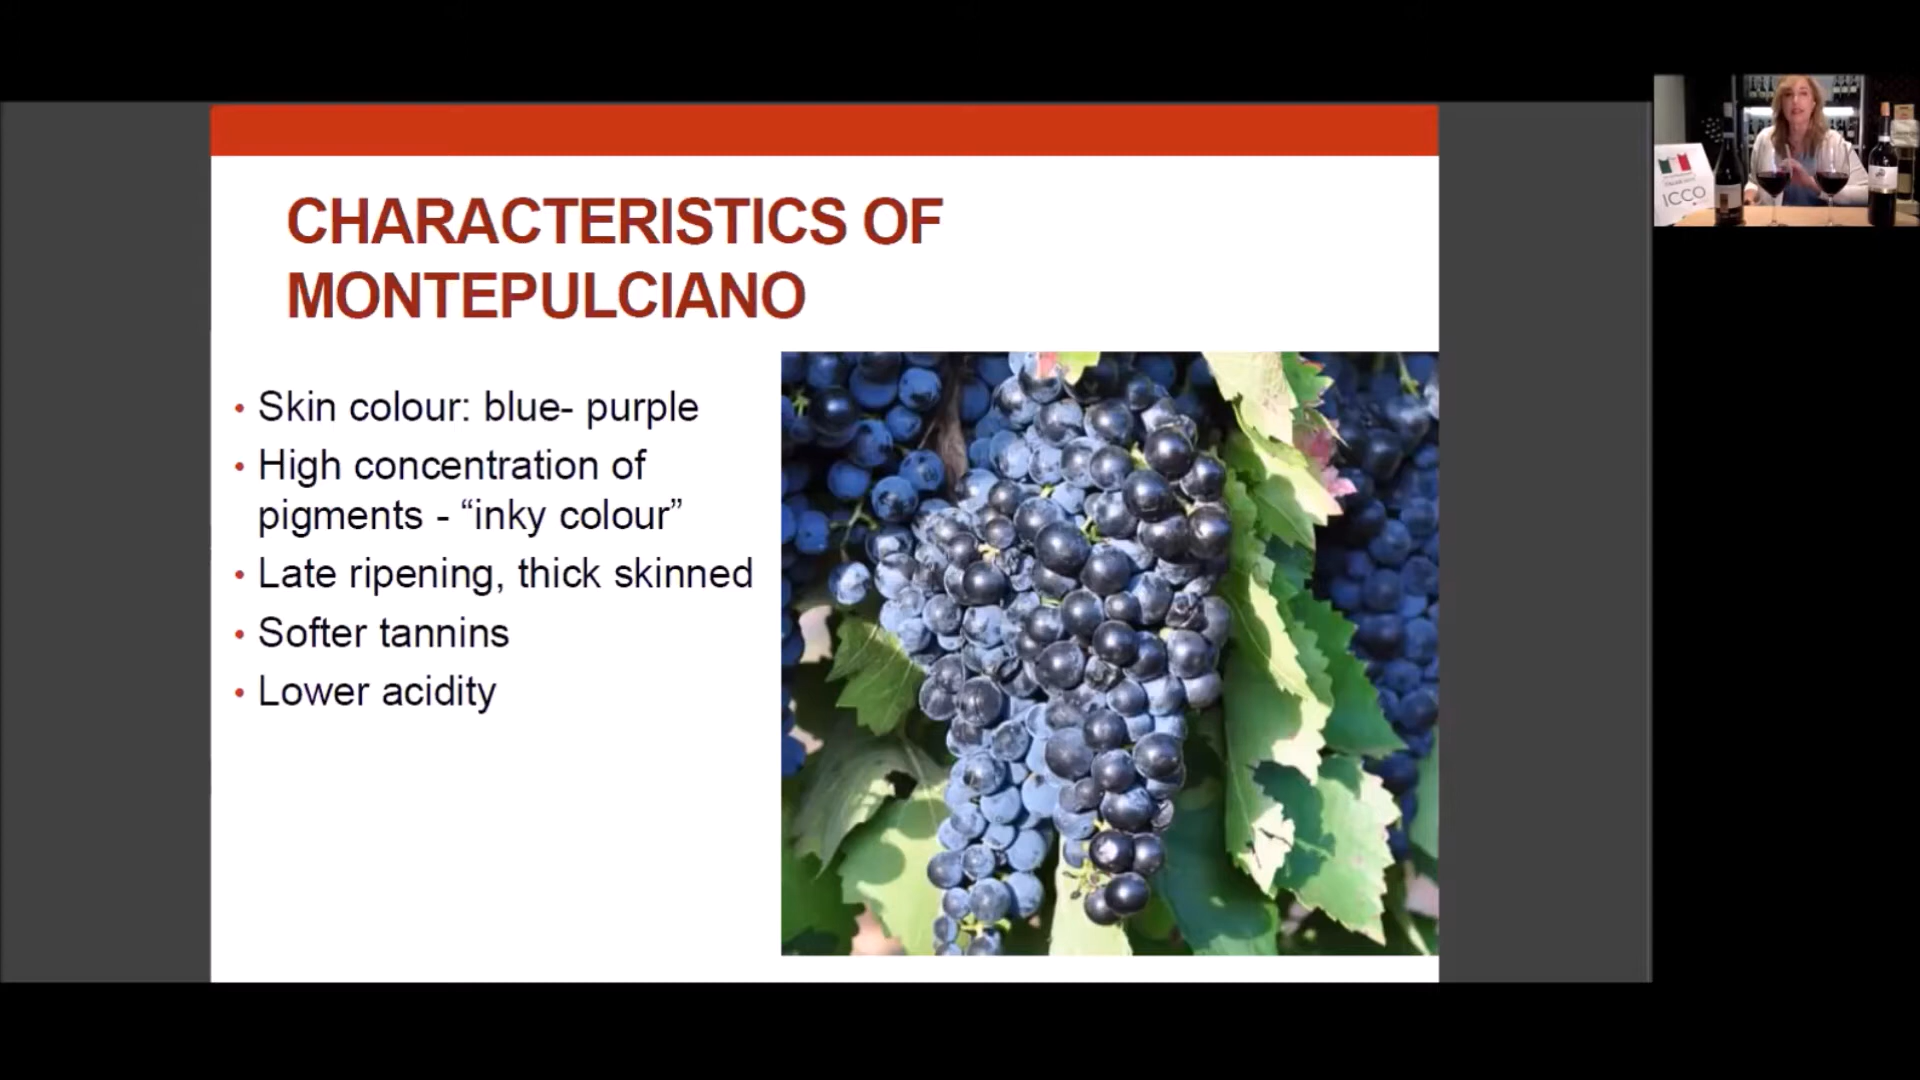 CHARACTERISTICS OF
MONTEPULCIANO
• Skin colour: blue- purple
• High concentration of
pigments - “inky colour”
• Late ripening, thick skinned
• Softer tannins
• Lower acidity
ICCO